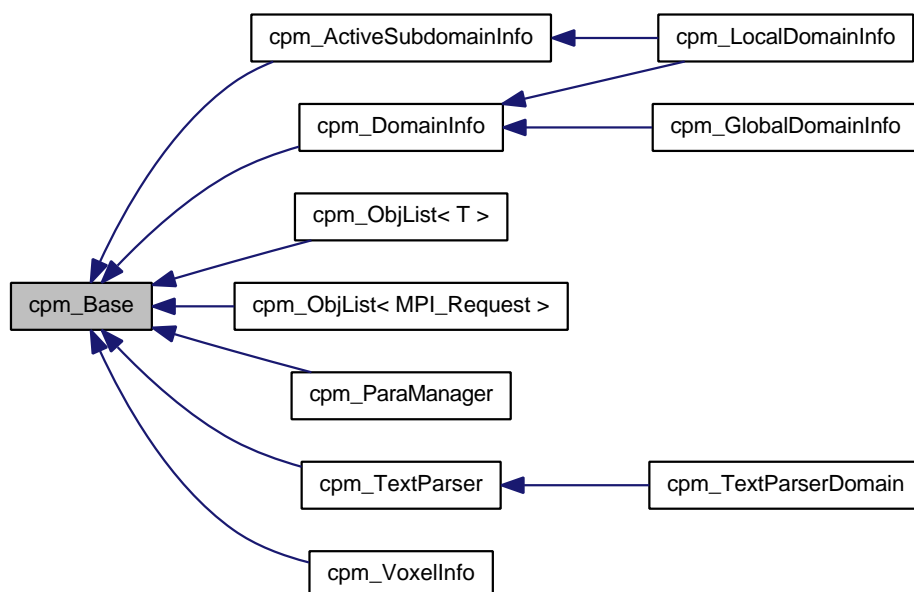 cpm_ActiveSubdomainInfo
cpm_LocalDomainInfo
cpm_DomainInfo
cpm_GlobalDomainInfo
cpm_ObjList< T >
cpm_Base
cpm_ObjList< MPI_Request >
cpm_ParaManager
cpm_TextParser
cpm_TextParserDomain
cpm_VoxelInfo